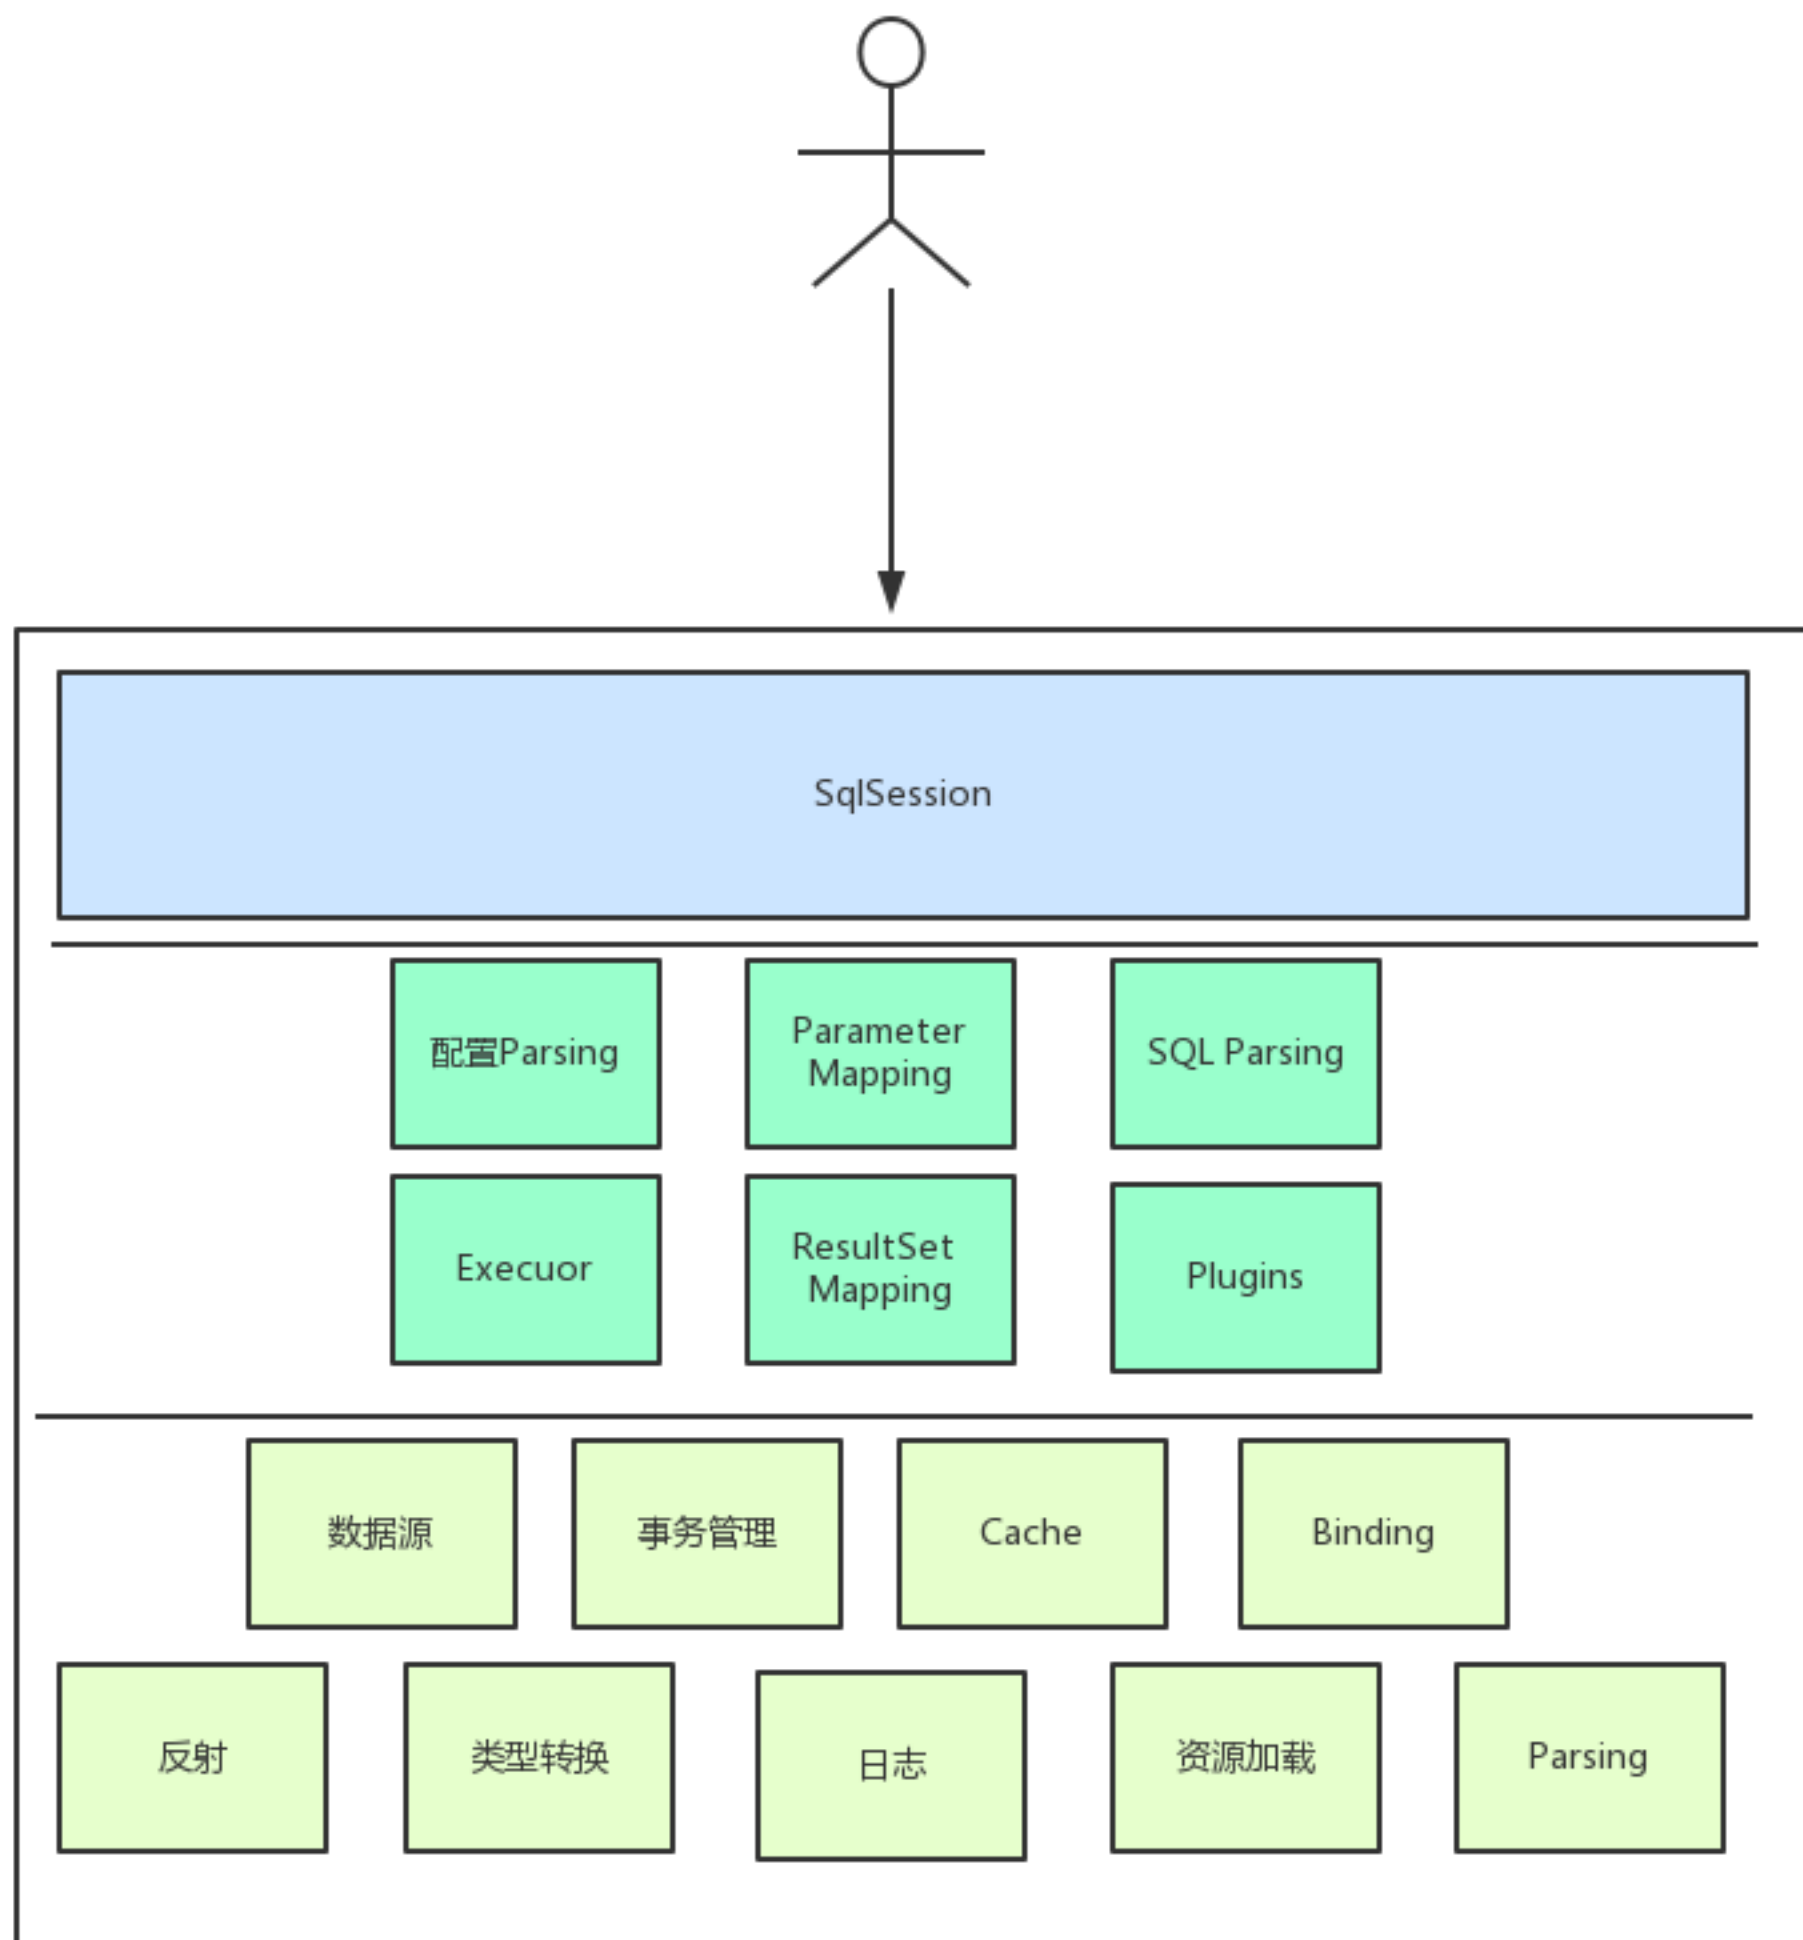 SqlSession
配置Parsing
Parameter
Mapping
SQL Parsing
Execuor
ResultSet
Mapping
Plugins
数据源
事务管理
Cache
Binding
反射
类型转换
日志
资源加载
Parsing